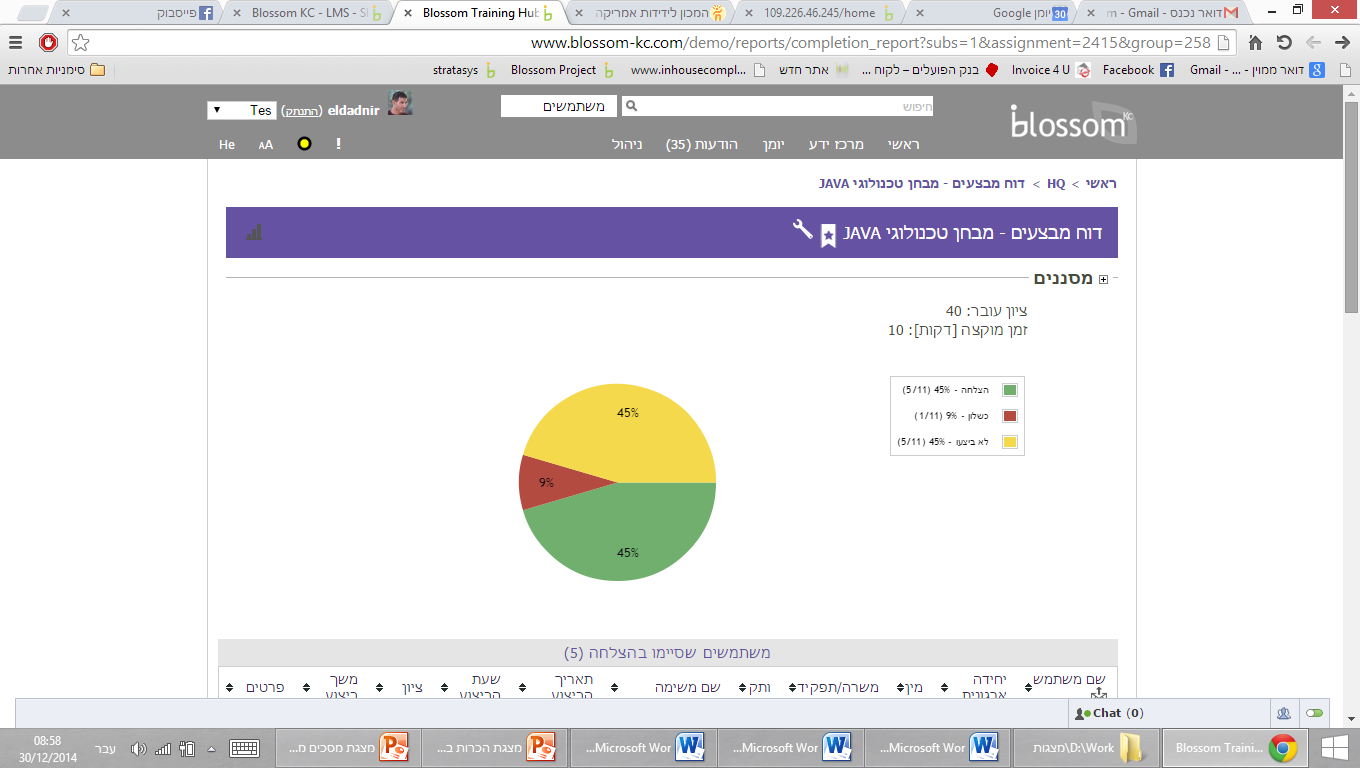 דואר נכנס - Gmail - m
יומן Google
109.226.46.245/home
המכון לידידות אמריקה
Blossom Training Hub
Blossom KC - LMS - S
פייסבוק
www.blossom-kc.com/demo/reports/completion_report?subs=1&assignment=2415&group=258
דואר ממוין - ... - Gmail
Facebook
Invoice 4 U
בנק הפועלים – לקוח ...
אתר חדש
www.inhousecompl...
Blossom Project
stratasys
סימניות אחרות
blossom KC
חיפוש
משתמשים
eldadnir (התנתק)
Tes
ראשי
מרכז ידע
יומן
הודעות (35)
ניהול
!
AA
He
ראשי > HQ > דוח מבצעים - מבחן טכנולוגי JAVA
דוח מבצעים - מבחן טכנולוגי JAVA
מסננים
ציון עובר: 40
זמן מוקצה [דקות]: 10
הצלחה - 45% (5/11)
כשלון - 9% (1/11)
לא ביצעו - 45% (5/11)
45%
9%
45%
משתמשים שסיימו בהצלחה (5)
שם משתמש
יחידה ארגונית
מין
משרה/תפקיד
ותק
שם משימה
תאריך הביצוע
שעת הביצוע
ציון
משך ביצוע
פרטים
Chat (0)
Blossom Traini...
D:\Work\מצגות
Microsoft Wor...
Microsoft Wor...
Microsoft Wor...
מצגת הכרות ב...
מצגת מסכים מ...
עבר
08:58
30/12/2014